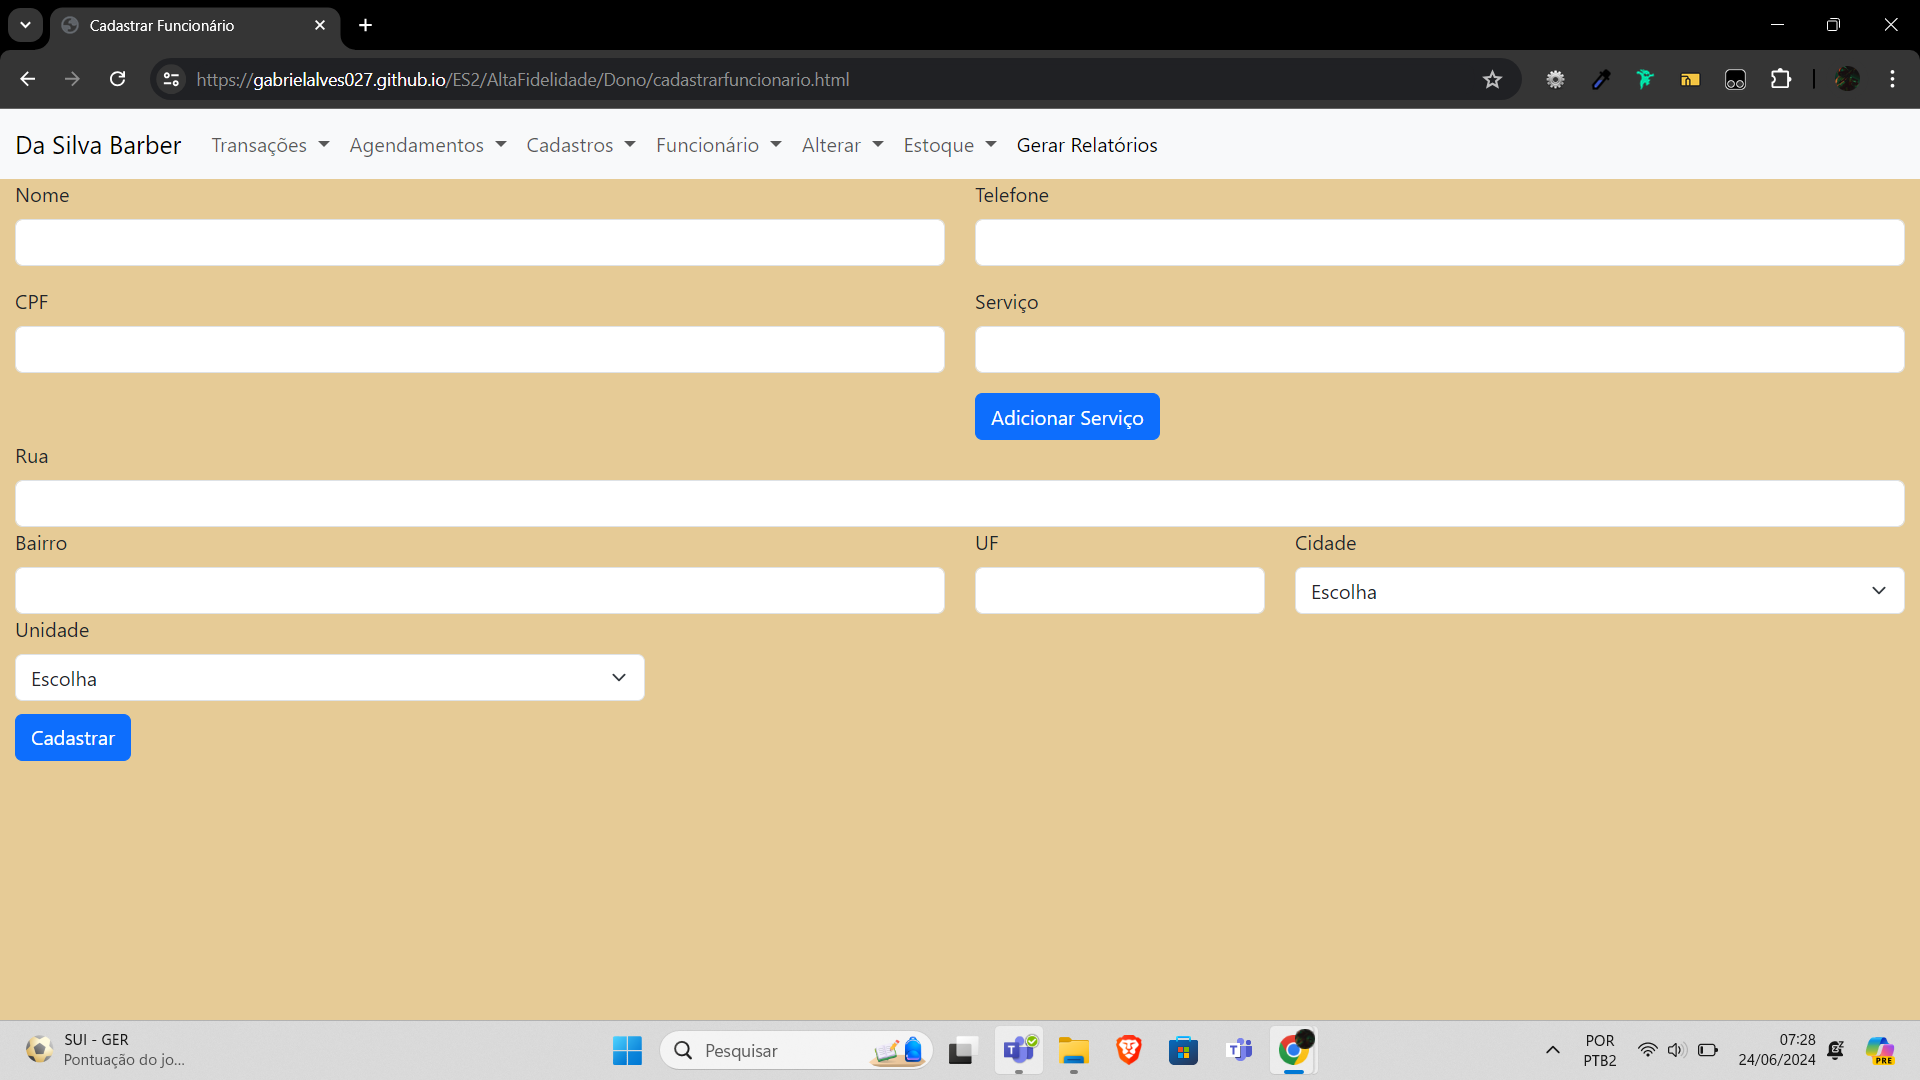 Cadastrar Funcionário
https://gabrielalves027.github.io/ES2/AltaFidelidade/Dono/cadastrarfuncionario.html
Da Silva Barber Transações Agendamentos Cadastros Funcionário Alterar Estoque Gerar Relatórios
Nome Telefone
CPF Serviço
Adicionar Serviço
Rua
Bairro UF Cidade
Escolha
Unidade
Escolha
Cadastrar
SUI - GER
Pontuação do jo...
Pesquisar
POR
PTB2
07:28
24/06/2024
PRE